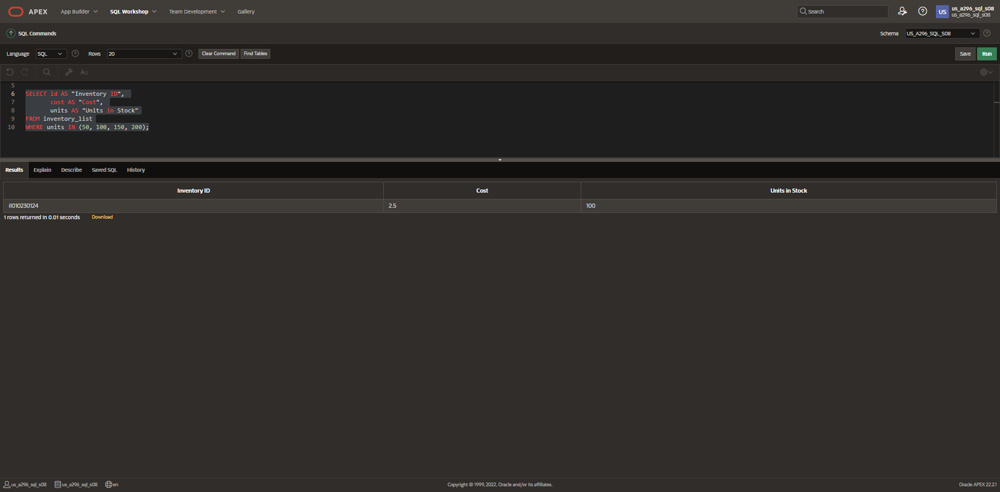 APEX App Builder SQL Workshop Team Development Gallery Search US us_a296_sql_s08
us_a296_sql_s08
SQL Commands Schema US_A296_SQL_S08
Language SQL Rows 20 Clear Command Find Tables Save Run
5
6 SELECT id AS "Inventory ID",
7 cost AS "Cost",
8 units AS "Units in Stock"
9 FROM inventory_list
10 WHERE units IN (50, 100, 150, 200);
Results Explain Describe Saved SQL History
Inventory ID Cost Units in Stock
il010230124 2.5 100
1 rows returned in 0.01 seconds Download
us_a296_sql_s08 us_a296_sql_s08 en Copyright © 1999, 2022, Oracle and/or its affiliates. Oracle APEX 22.2.1